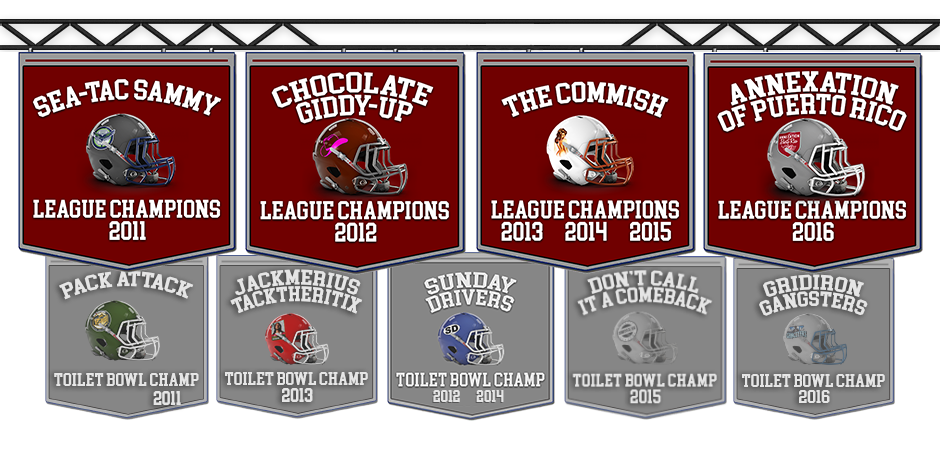 SEA-TAC SAMMY
LEAGUE CHAMPIONS
2011
CHOCOLATE
GIDDY-UP
LEAGUE CHAMPIONS
2012
THE COMMISH
LEAGUE CHAMPIONS
2013 2014 2015
ANNEXATION
OF PUERTO RICO
LEAGUE CHAMPIONS
2016
PACK ATTACK
TOILET BOWL CHAMP
2011
JACKMERIUS
TACKTHERITIX
TOILET BOWL CHAMP
2013
SUNDAY
DRIVERS
SD
TOILET BOWL CHAMP
2012 2014
DON'T CALL
IT A COMEBACK
TOILET BOWL CHAMP
2015
GRIDIRON
GANGSTERS
TOILET BOWL CHAMP
2016